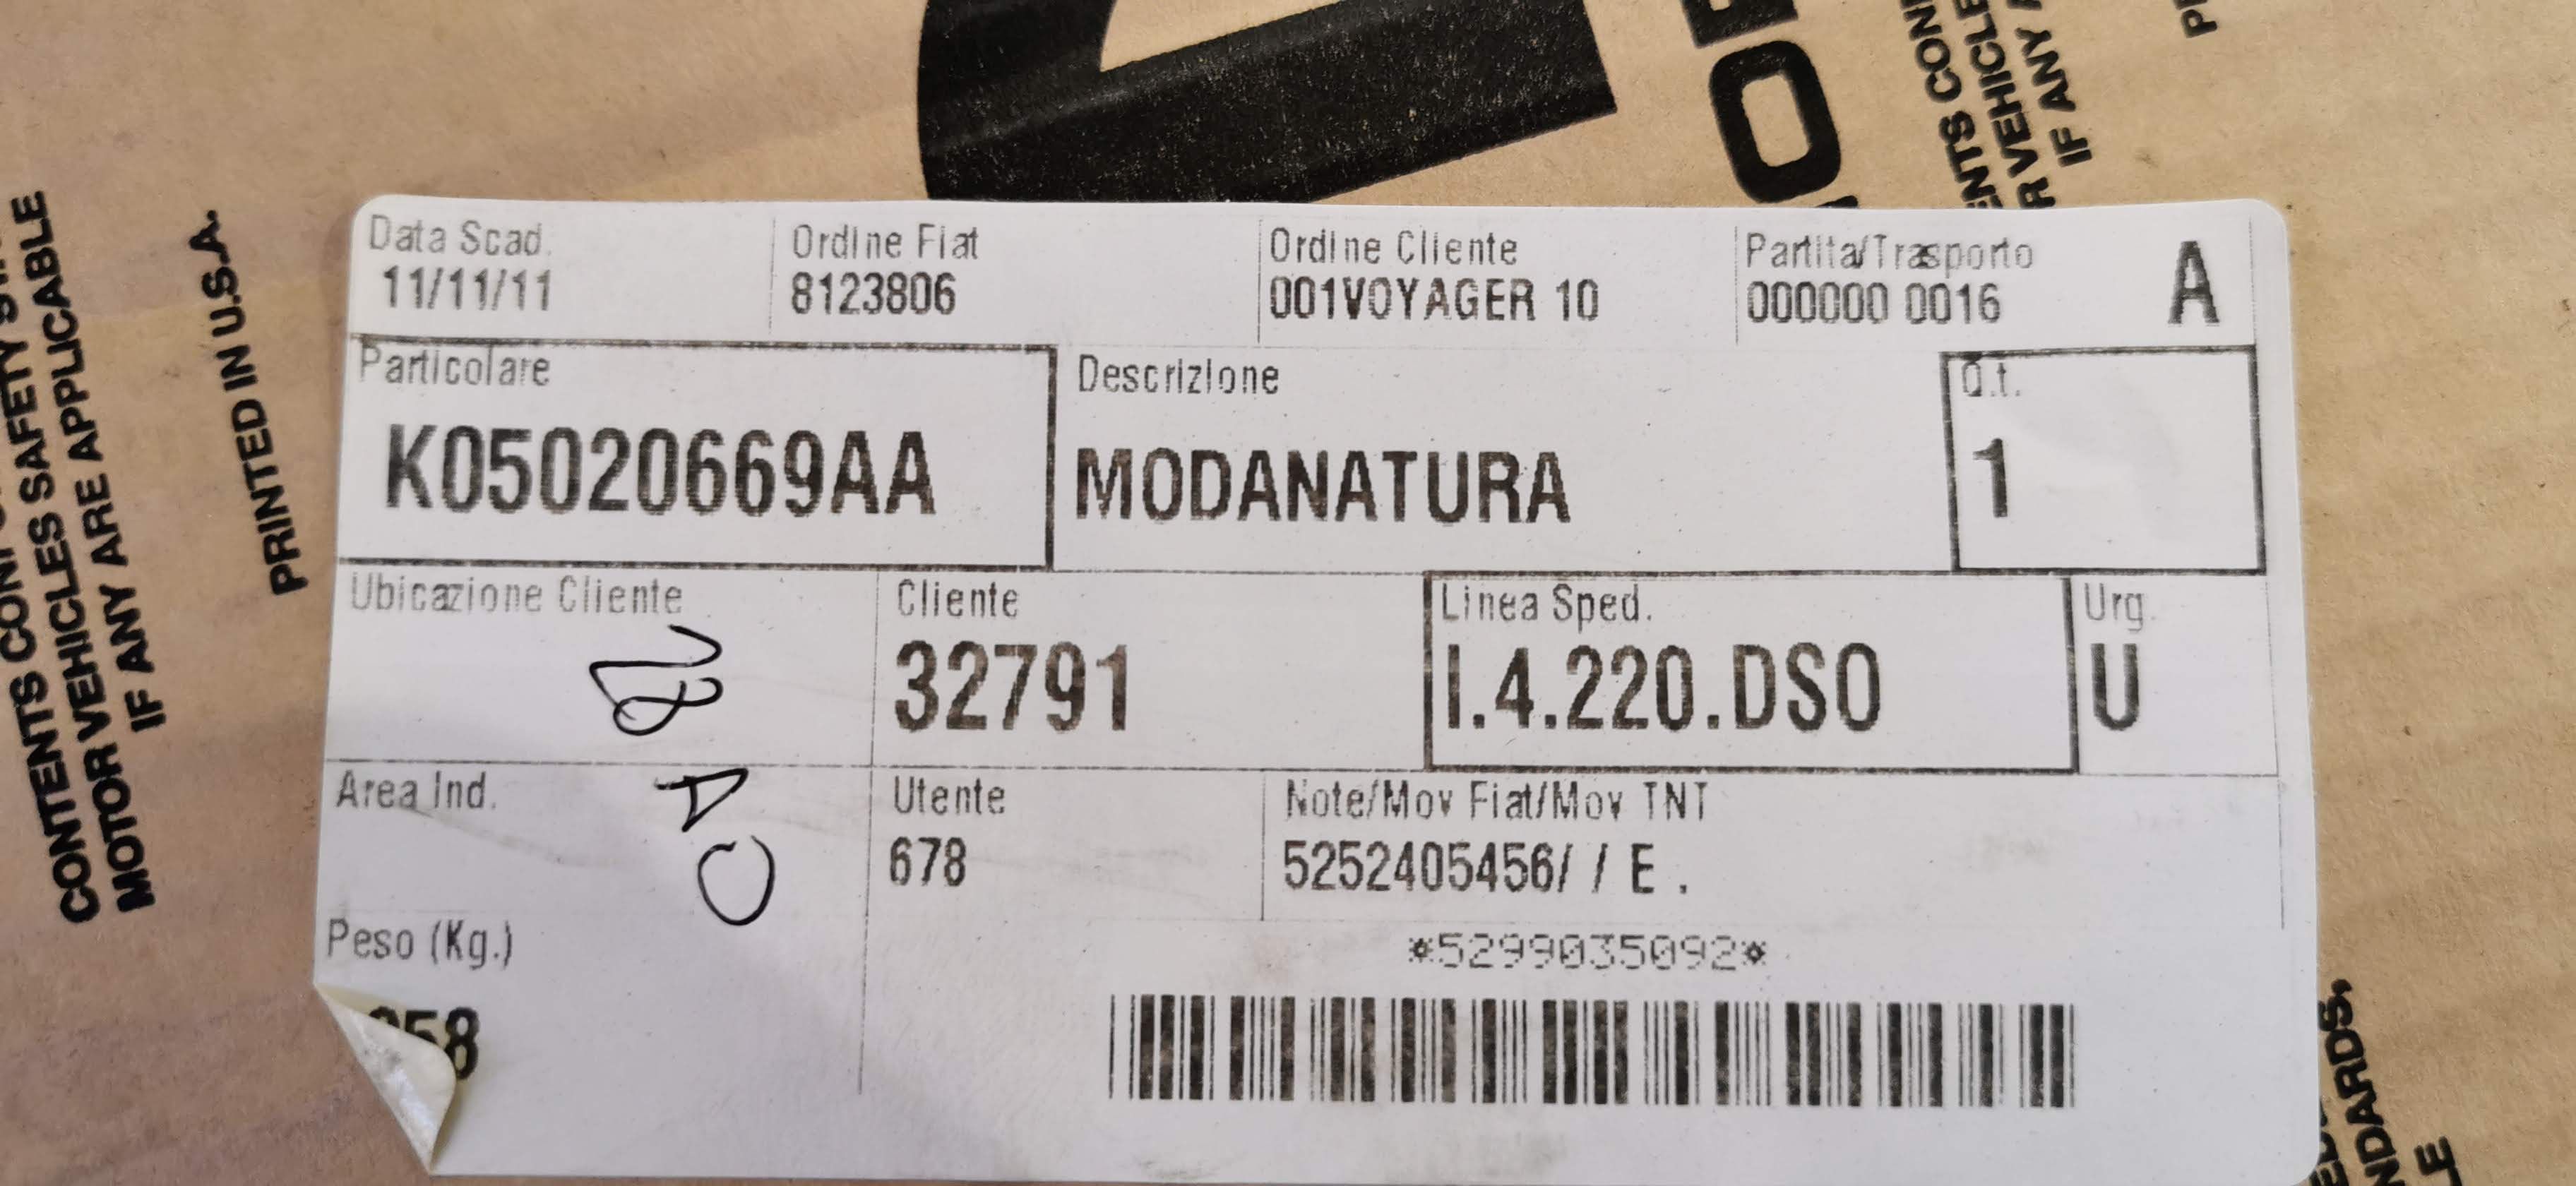 Data Scad. Ordine Fiat Ordine Cliente Partita/Trasporto
11/11/11 8123806 001VOYAGER 10 000000 0016 A
Particolare Descrizione Q.t.
K05020669AA MODANATURA 1
Ubicazione Cliente Cliente Linea Sped. Urg.
32791 I.4.220.DSO U
Area Ind. Utente Note/Mov Fiat/Mov TNT
678 5252405456/ / E .
Peso (Kg.)
*5299035092*
PRINTED IN U.S.A.
CONTENTS
SAFETY
MOTOR VEHICLES ARE APPLICABLE
IF ANY
IF ANY